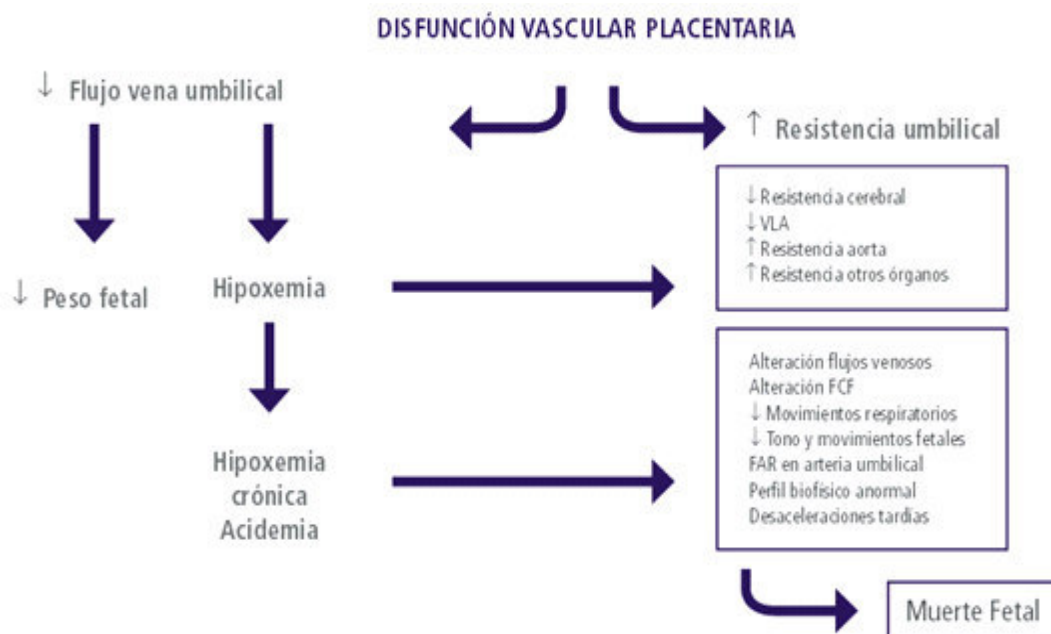 DISFUNCIÓN VASCULAR PLACENTARIA
↓ Flujo vena umbilical
↑ Resistencia umbilical
↓ Resistencia cerebral
↓ VLA
↑ Resistencia aorta
↑ Resistencia otros órganos
↓ Peso fetal
Hipoxemia
Alteración flujos venosos
Alteración FCF
↓ Movimientos respiratorios
↓ Tono y movimientos fetales
FAR en arteria umbilical
Perfil biofísico anormal
Desaceleraciones tardías
Hipoxemia
crónica
Acidemia
Muerte Fetal